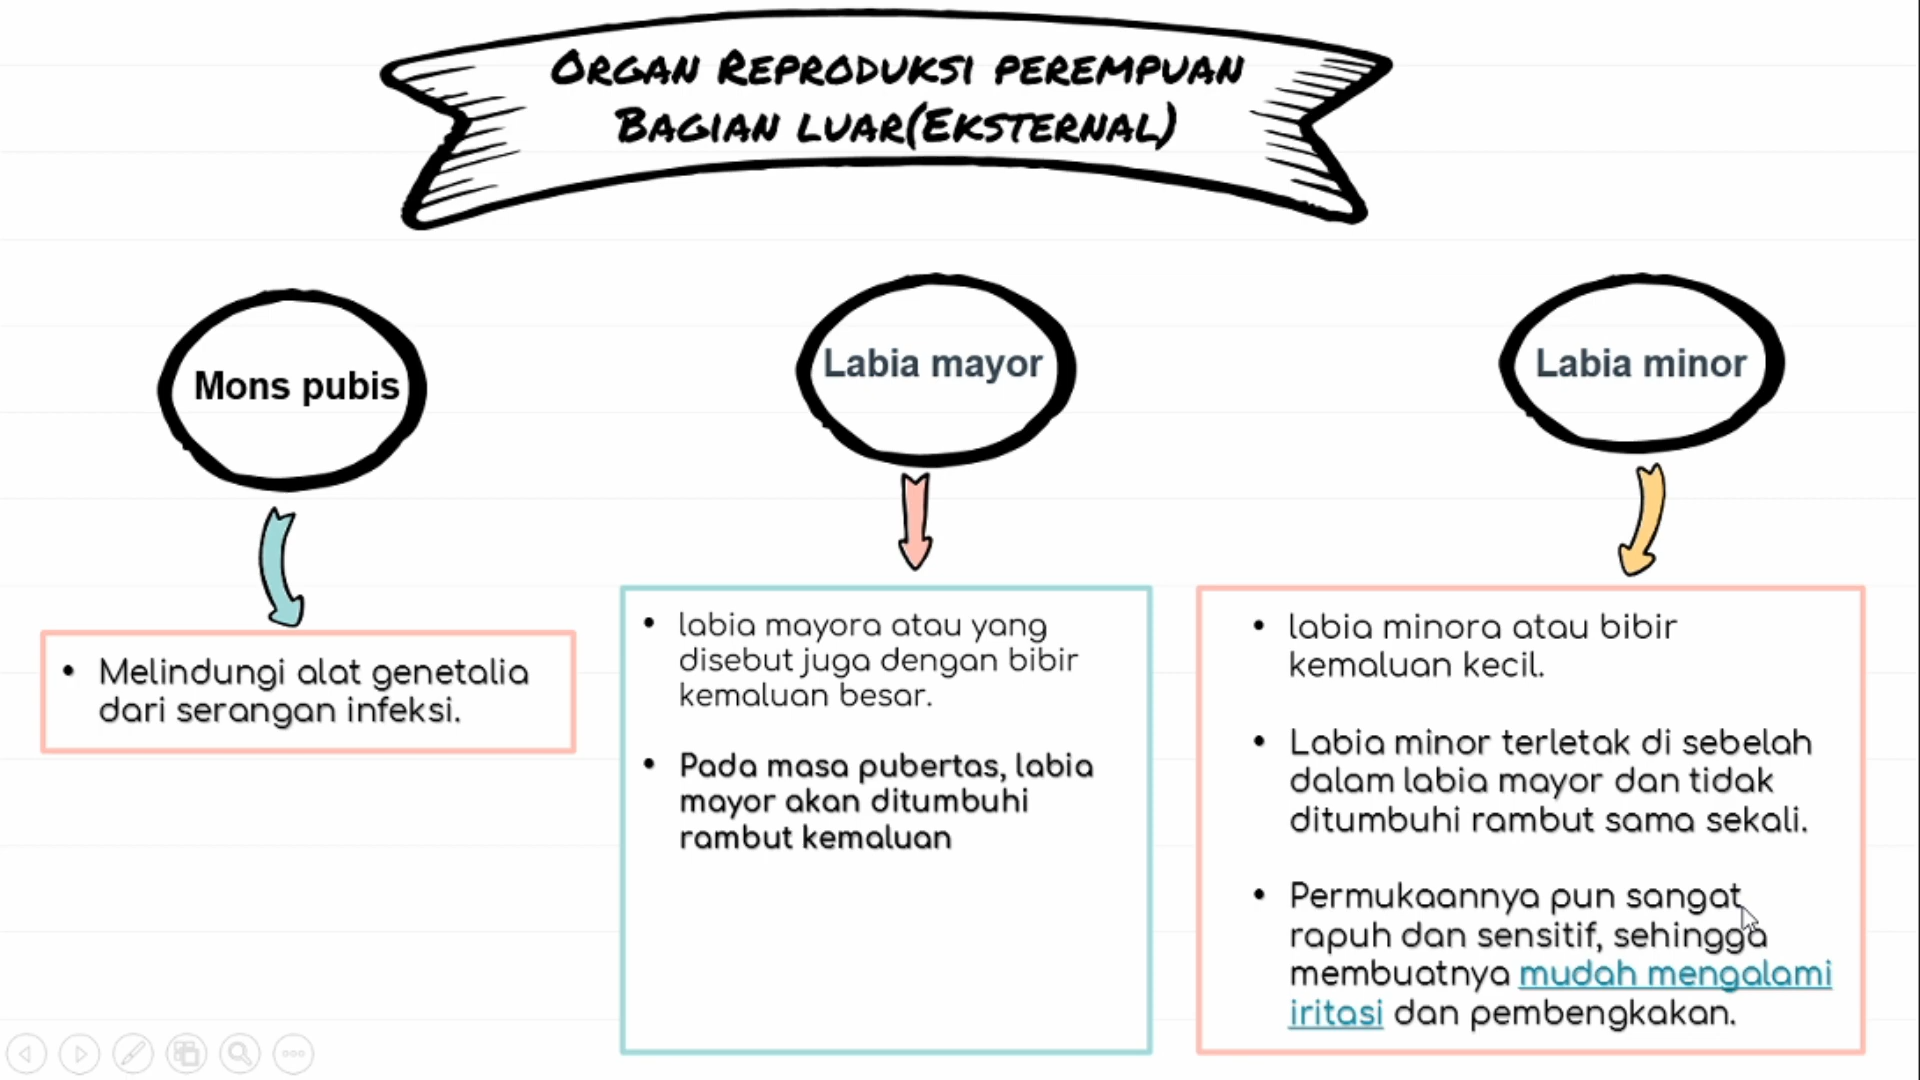 Organ Reproduksi perempuan
Bagian luar(Eksternal)
Mons pubis
Labia mayor
Labia minor
• Melindungi alat genetalia
dari serangan infeksi.
• labia mayora atau yang
disebut juga dengan bibir
kemaluan besar.
• Pada masa pubertas, labia
mayor akan ditumbuhi
rambut kemaluan
• labia minora atau bibir
kemaluan kecil.
• Labia minor terletak di sebelah
dalam labia mayor dan tidak
ditumbuhi rambut sama sekali.
• Permukaannya pun sangat
rapuh dan sensitif, sehingga
membuatnya mudah mengalami
iritasi dan pembengkakan.